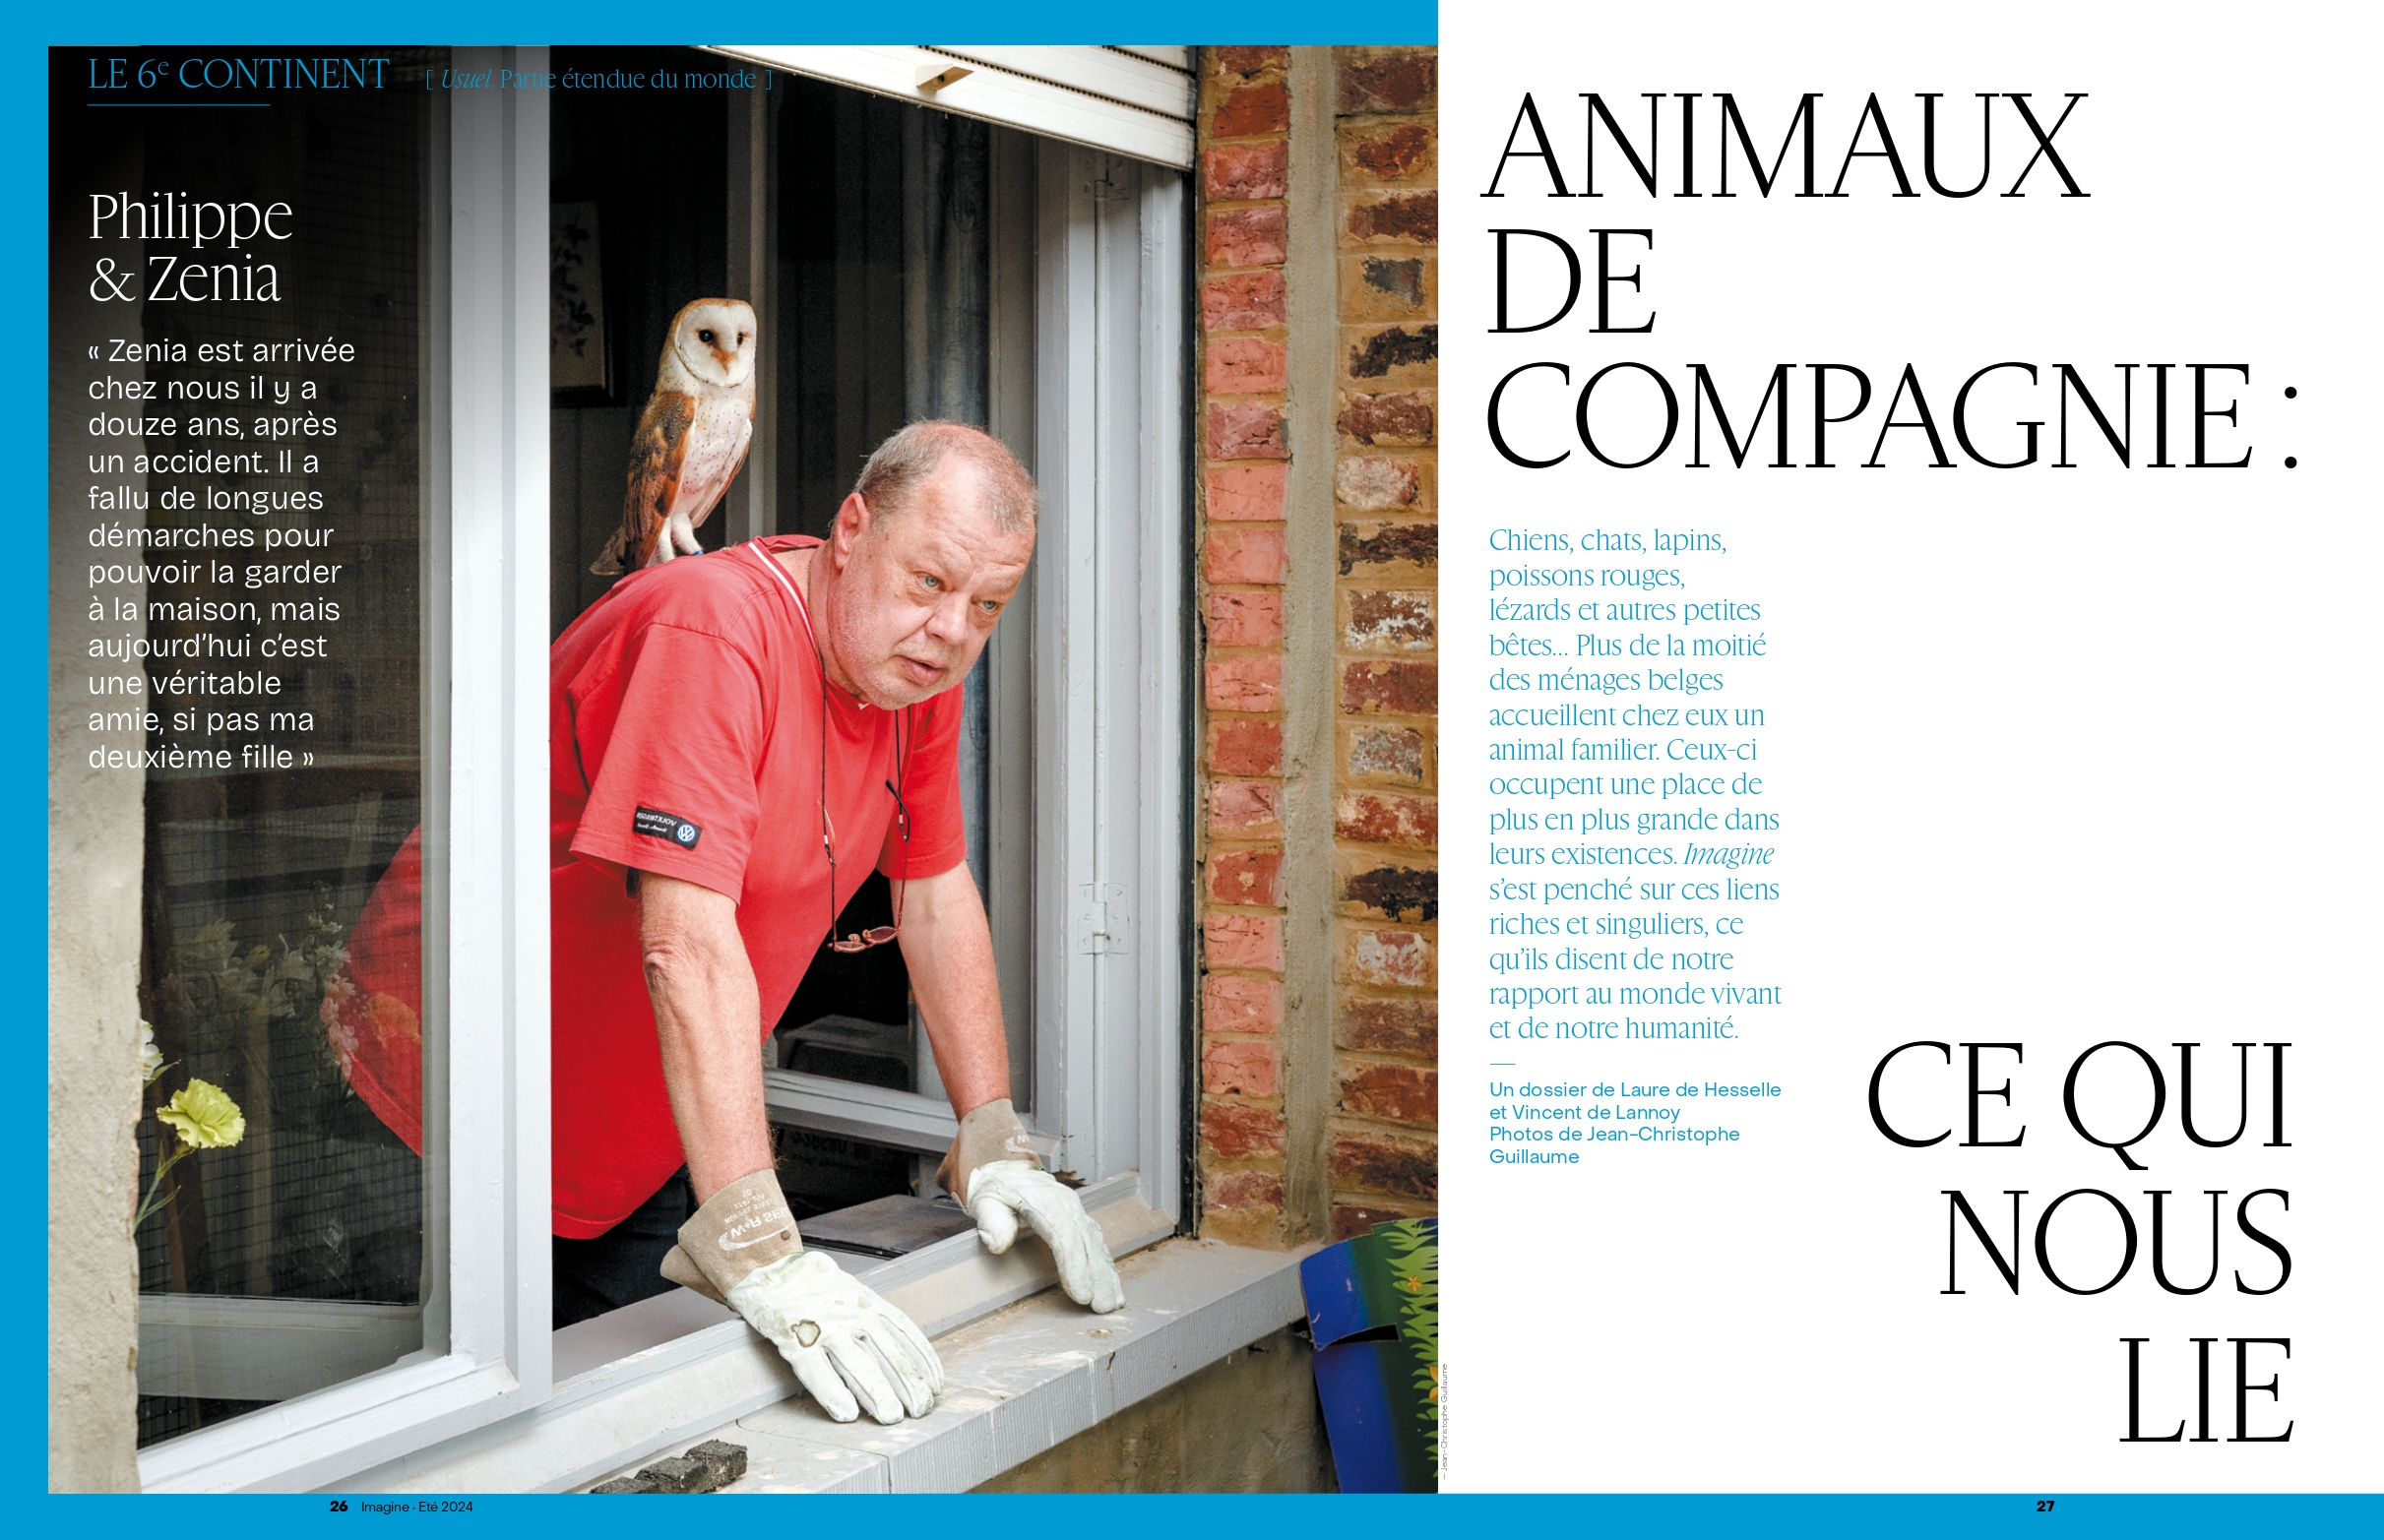 LE 6e CONTINENT [ Usuel. Partie étendue du monde ]
Philippe
& Zenia
« Zenia est arrivée
chez nous il y a
douze ans, après
un accident. Il a
fallu de longues
démarches pour
pouvoir la garder
à la maison, mais
aujourd’hui c’est
une véritable
amie, si pas ma
deuxième fille »
26 Imagine · Eté 2024
ANIMAUX
DE
COMPAGNIE :
Chiens, chats, lapins,
poissons rouges,
lézards et autres petites
bêtes... Plus de la moitié
des ménages belges
accueillent chez eux un
animal familier. Ceux-ci
occupent une place de
plus en plus grande dans
leurs existences. Imagine
s’est penché sur ces liens
riches et singuliers, ce
qu’ils disent de notre
rapport au monde vivant
et de notre humanité.
—
Un dossier de Laure de Hesselle
et Vincent de Lannoy
Photos de Jean-Christophe
Guillaume
CE QUI
NOUS
LIE
— Jean-Christophe Guillaume
27